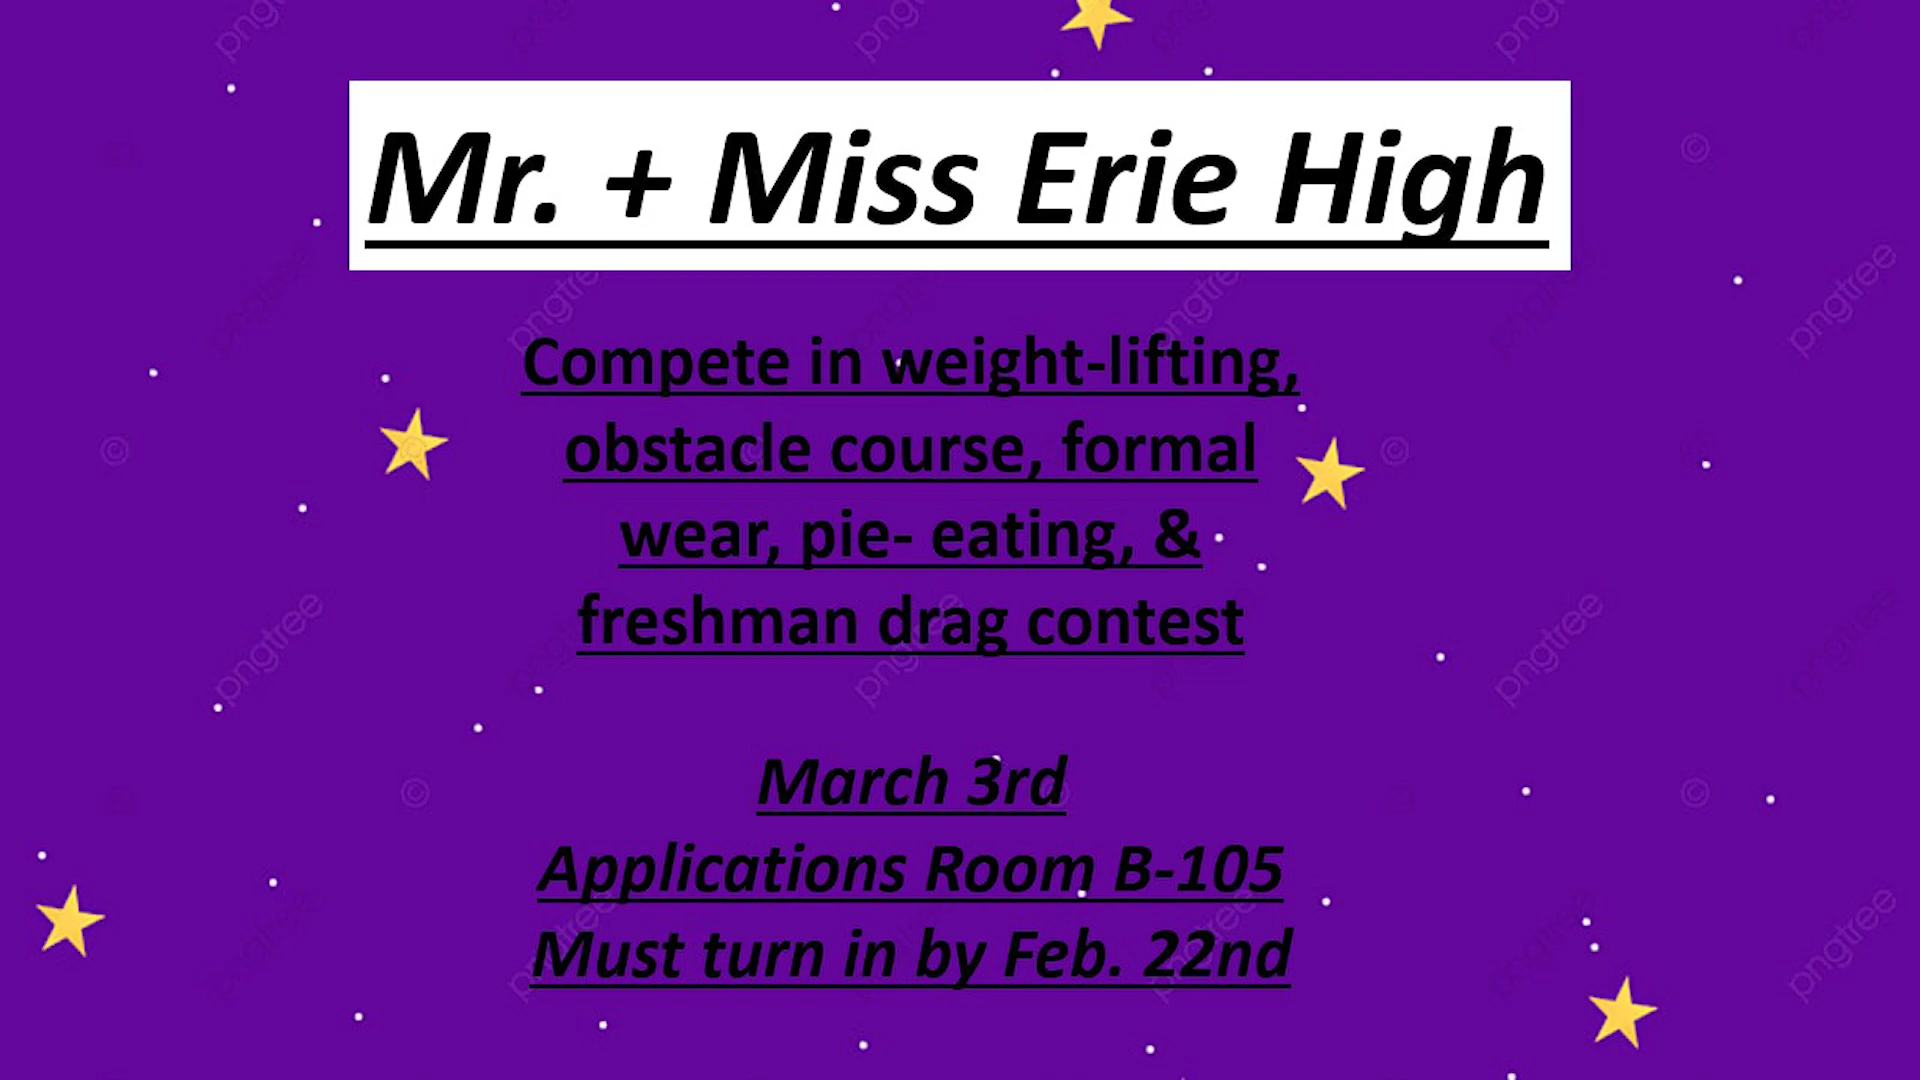 Mr. + Miss Erie High
Compete in weight-lifting,
obstacle course, formal
wear, pie- eating, &
freshman drag contest
March 3rd
Applications Room B-105
Must turn in by Feb. 22nd
pngtree